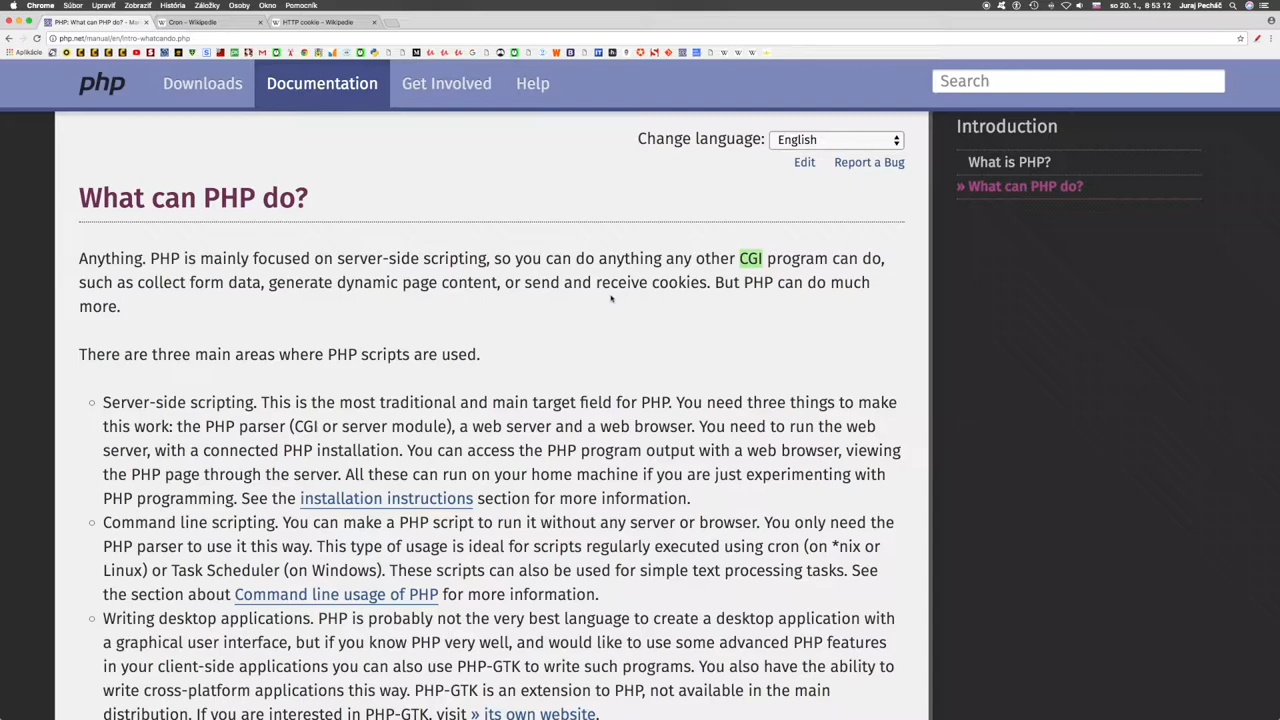 Chrome Súbor Upraviť Zobraziť História Záložky Osoby Okno Pomocník
so 20. 1., 8:53:12 Juraj Pecháč
PHP: What can PHP do? - Ma
Cron – Wikipedie
HTTP cookie – Wikipedie
php.net/manual/en/intro-whatcando.php
Aplikácie
php Downloads Documentation Get Involved Help
Search
Change language: English
Edit Report a Bug
What can PHP do?
Anything. PHP is mainly focused on server-side scripting, so you can do anything any other CGI program can do,
such as collect form data, generate dynamic page content, or send and receive cookies. But PHP can do much
more.
There are three main areas where PHP scripts are used.
Server-side scripting. This is the most traditional and main target field for PHP. You need three things to make
this work: the PHP parser (CGI or server module), a web server and a web browser. You need to run the web
server, with a connected PHP installation. You can access the PHP program output with a web browser, viewing
the PHP page through the server. All these can run on your home machine if you are just experimenting with
PHP programming. See the installation instructions section for more information.
Command line scripting. You can make a PHP script to run it without any server or browser. You only need the
PHP parser to use it this way. This type of usage is ideal for scripts regularly executed using cron (on *nix or
Linux) or Task Scheduler (on Windows). These scripts can also be used for simple text processing tasks. See
the section about Command line usage of PHP for more information.
Writing desktop applications. PHP is probably not the very best language to create a desktop application with
a graphical user interface, but if you know PHP very well, and would like to use some advanced PHP features
in your client-side applications you can also use PHP-GTK to write such programs. You also have the ability to
write cross-platform applications this way. PHP-GTK is an extension to PHP, not available in the main
distribution. If you are interested in PHP-GTK, visit » its own website.
Introduction
What is PHP?
» What can PHP do?